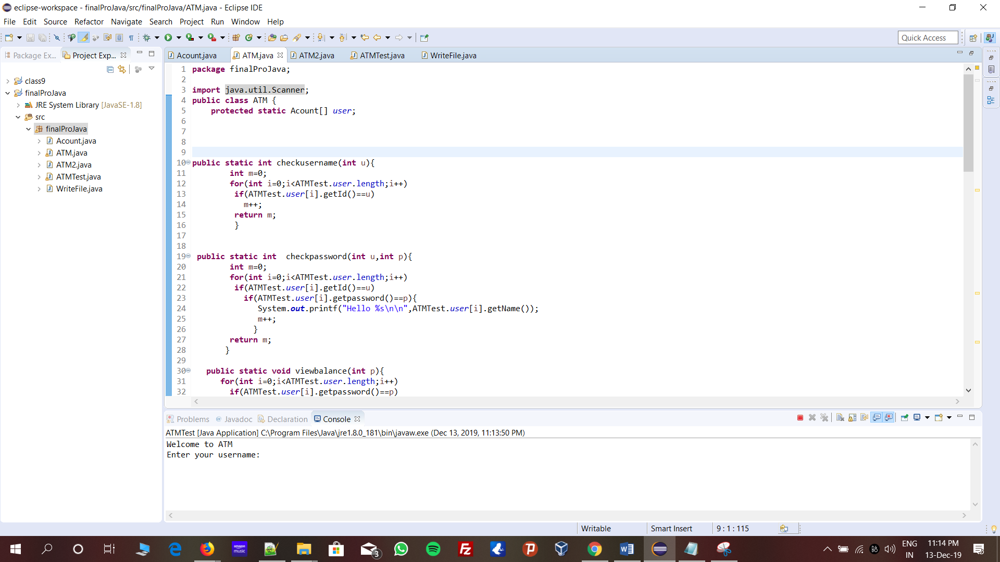 eclipse-workspace - finalProJava/src/finalProJava/ATM.java - Eclipse IDE
File Edit Source Refactor Navigate Search Project Run Window Help
Quick Access
Package Ex... Project Exp...
class9
finalProJava
JRE System Library [JavaSE-1.8]
src
finalProJava
Acount.java
ATM.java
ATM2.java
ATMTest.java
WriteFile.java
Acount.java ATM.java ATM2.java ATMTest.java WriteFile.java
1 package finalProJava;
2
3 import java.util.Scanner;
4 public class ATM {
5     protected static Acount[] user;
6
7
8
9
10 public static int checkusername(int u){
11         int m=0;
12         for(int i=0;i<ATMTest.user.length;i++)
13          if(ATMTest.user[i].getId()==u)
14            m++;
15          return m;
16          }
17
18
19  public static int  checkpassword(int u,int p){
20         int m=0;
21         for(int i=0;i<ATMTest.user.length;i++)
22          if(ATMTest.user[i].getId()==u)
23            if(ATMTest.user[i].getpassword()==p){
24               System.out.printf("Hello %s\n\n",ATMTest.user[i].getName());
25               m++;
26              }
27         return m;
28        }
29
30    public static void viewbalance(int p){
31       for(int i=0;i<ATMTest.user.length;i++)
32         if(ATMTest.user[i].getpassword()==p)
Problems @ Javadoc Declaration Console
ATMTest [Java Application] C:\Program Files\Java\jre1.8.0_181\bin\javaw.exe (Dec 13, 2019, 11:13:50 PM)
Welcome to ATM
Enter your username:
Writable Smart Insert 9 : 1 : 115
amazon music
3
ENG
IN
11:14 PM
13-Dec-19